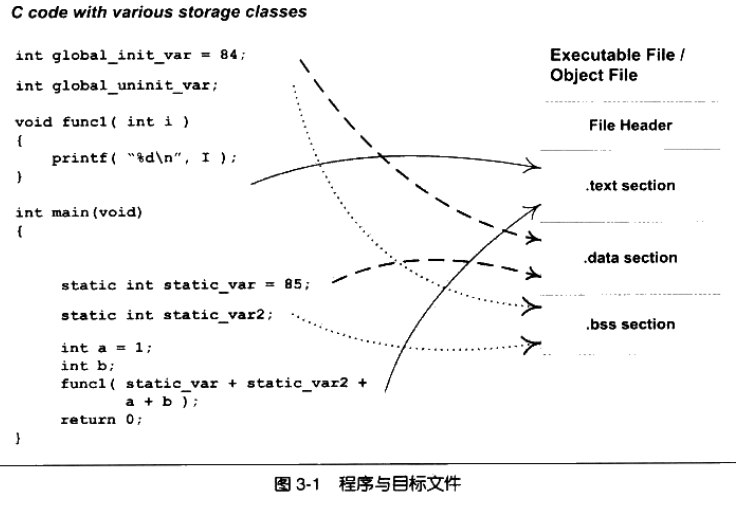 C code with various storage classes
int global_init_var = 84;
int global_uninit_var;
void func1( int i )
{
printf( "%d\n", I );
}
int main(void)
{
static int static_var = 85;
static int static_var2;
int a = 1;
int b;
func1( static_var + static_var2 +
a + b );
return 0;
}
Executable File /
Object File
File Header
.text section
.data section
.bss section
图 3-1 程序与目标文件